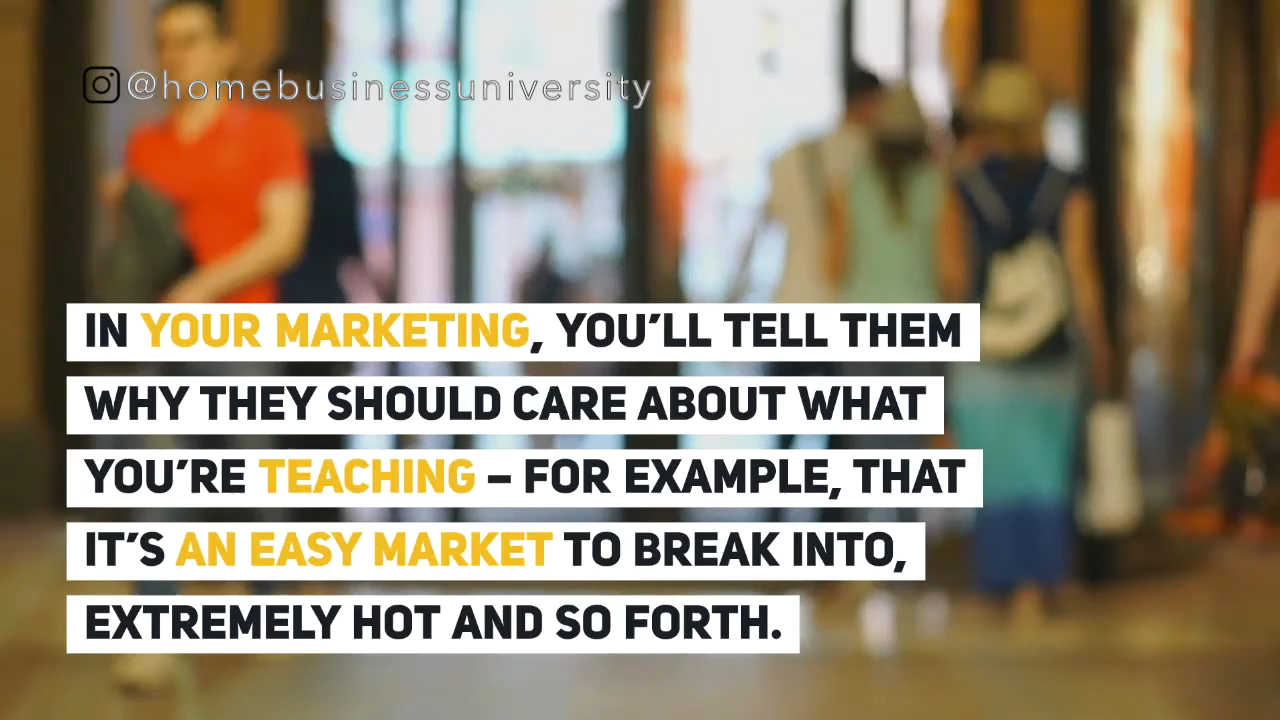 @homebusinessuniversity
IN YOUR MARKETING, YOU’LL TELL THEM
WHY THEY SHOULD CARE ABOUT WHAT
YOU’RE TEACHING – FOR EXAMPLE, THAT
IT’S AN EASY MARKET TO BREAK INTO,
EXTREMELY HOT AND SO FORTH.